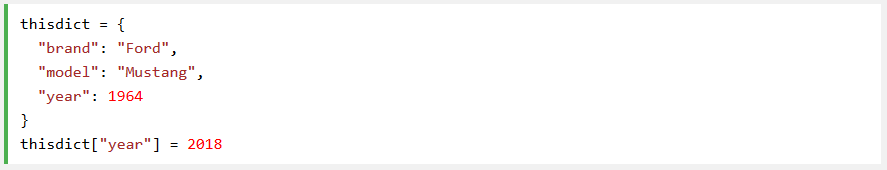 thisdict = {
  "brand": "Ford",
  "model": "Mustang",
  "year": 1964
}
thisdict["year"] = 2018